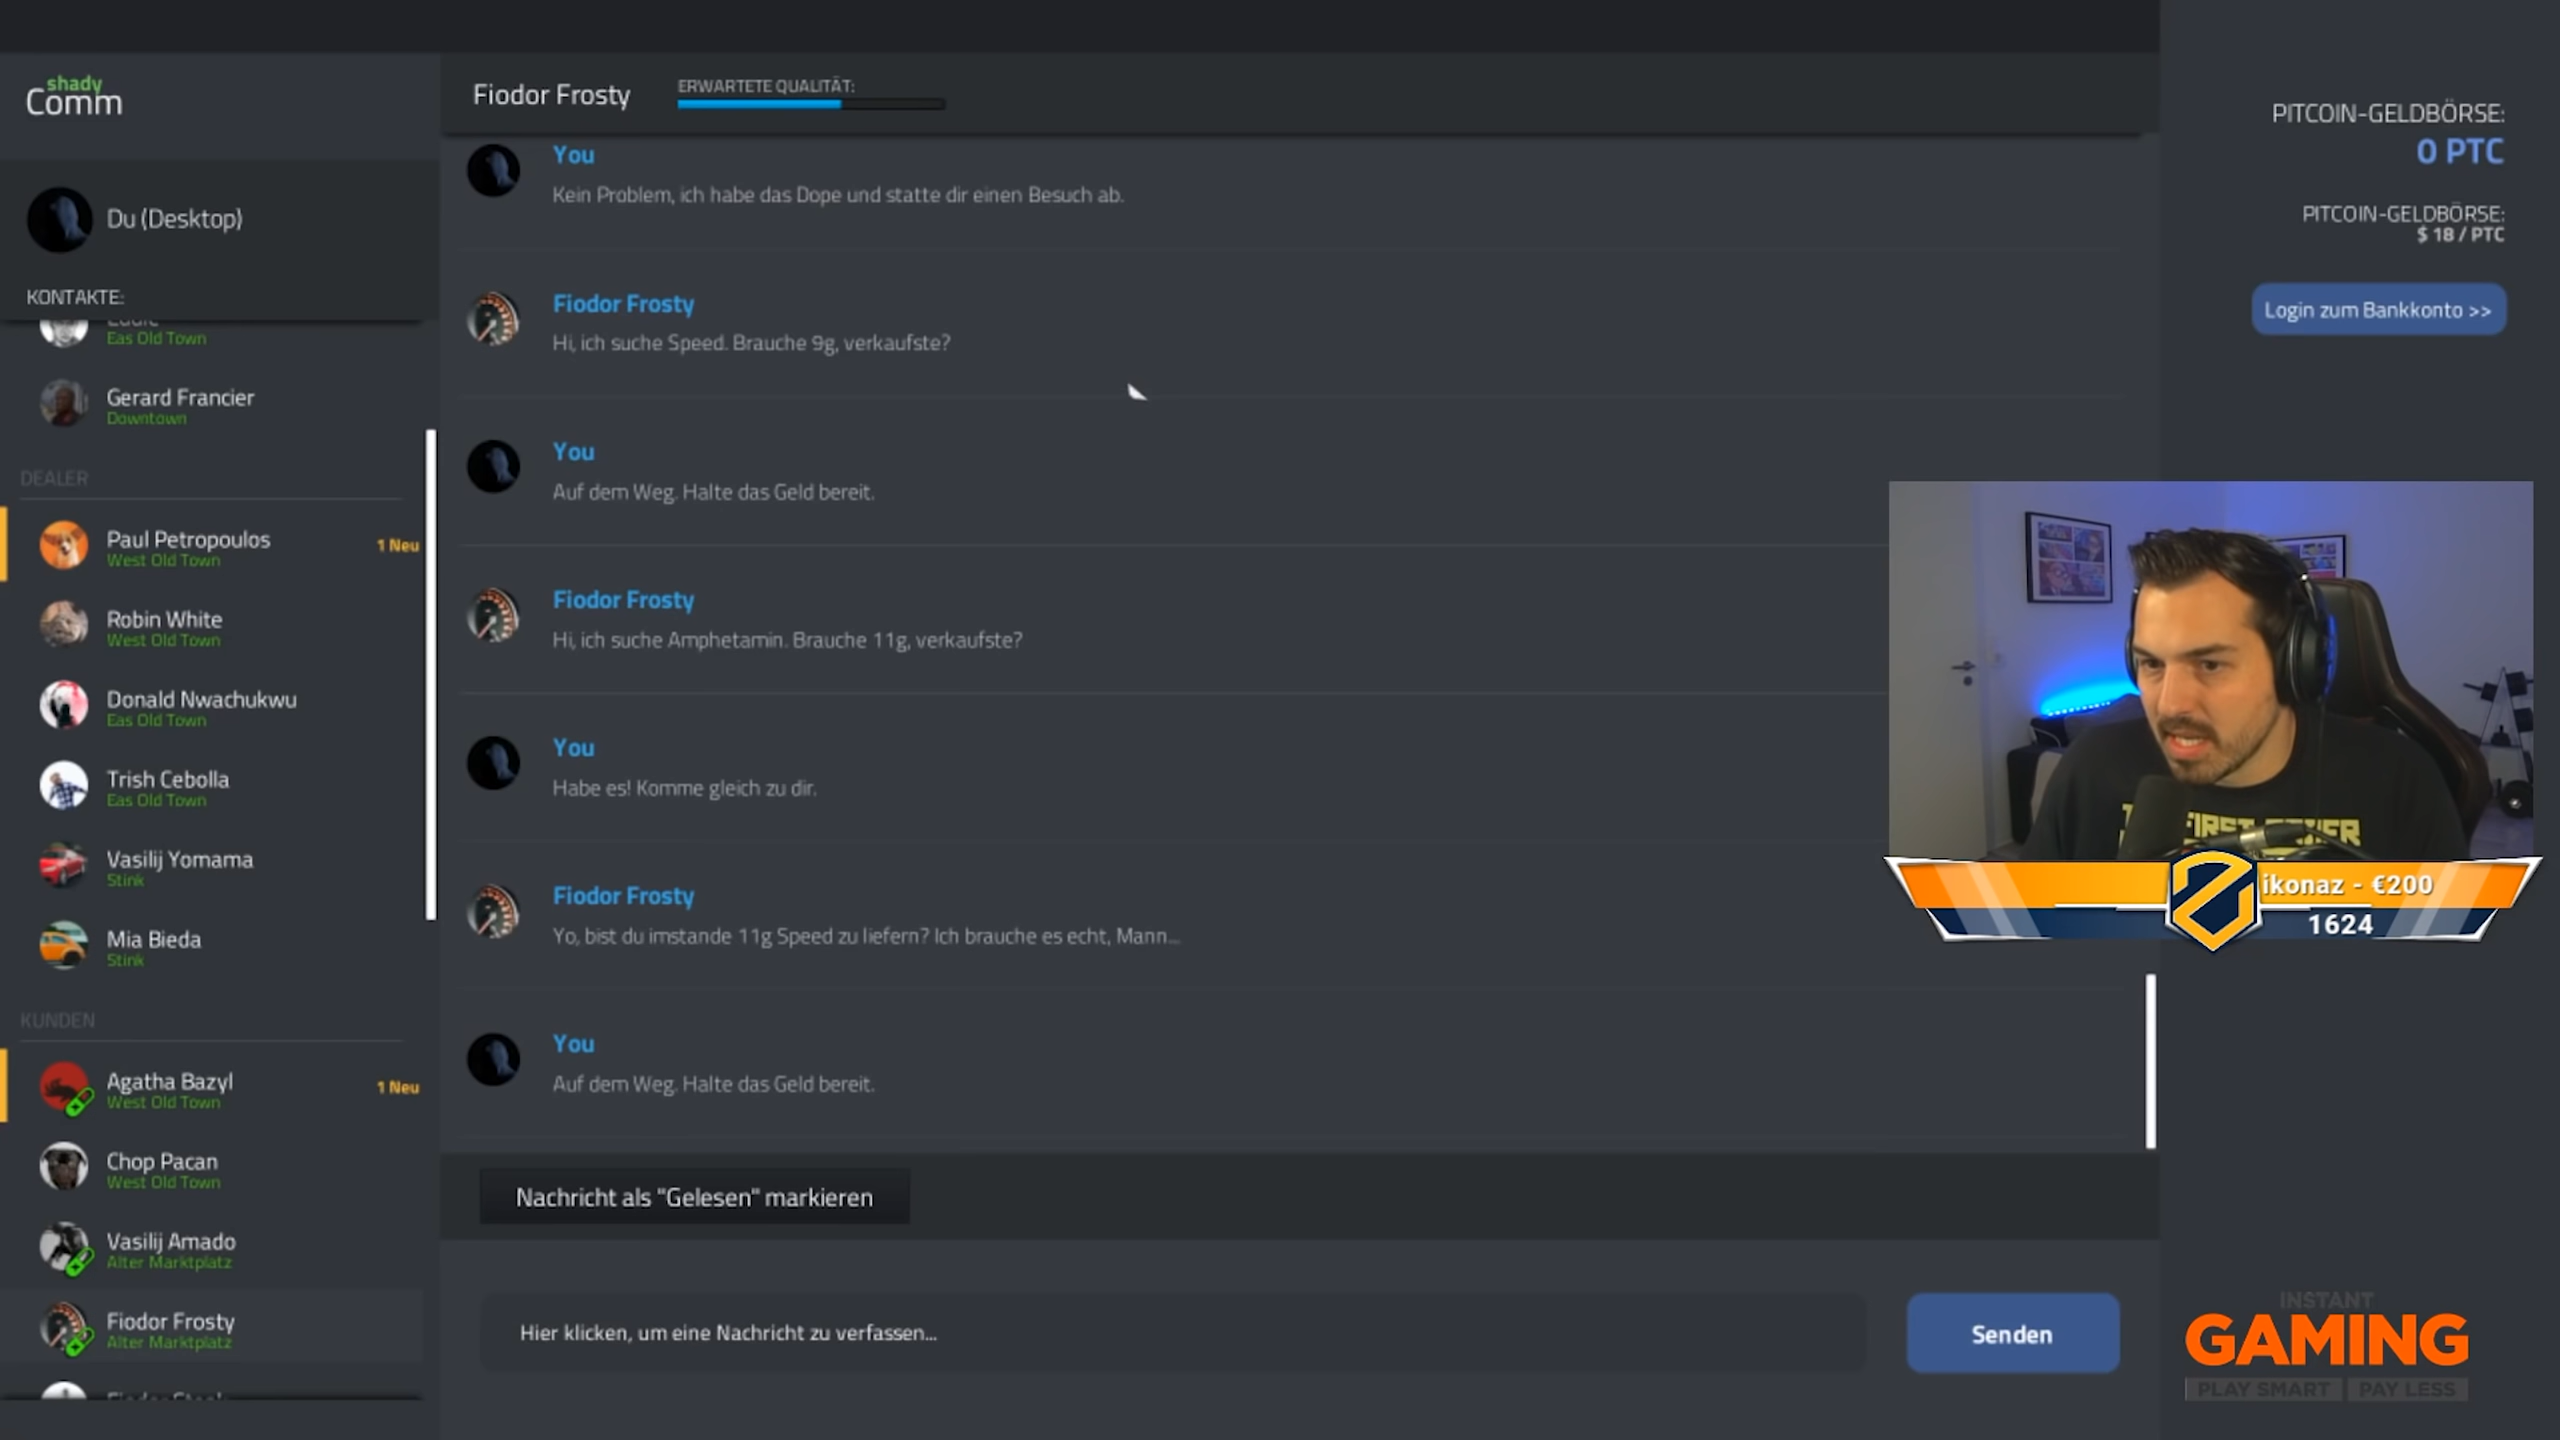 shady
Comm
Du (Desktop)
KONTAKTE:
Eas Old Town
Gerard Francier
Downtown
DEALER
Paul Petropoulos
West Old Town
1 Neu
Robin White
West Old Town
Donald Nwachukwu
Eas Old Town
Trish Cebolla
Eas Old Town
Vasilij Yomama
Stink
Mia Bieda
Stink
KUNDEN
Agatha Bazyl
West Old Town
1 Neu
Chop Pacan
West Old Town
Vasilij Amado
Alter Marktplatz
Fiodor Frosty
Alter Marktplatz
Fiodor Frosty
ERWARTETE QUALITÄT:
You
Kein Problem, ich habe das Dope und statte dir einen Besuch ab.
Fiodor Frosty
Hi, ich suche Speed. Brauche 9g, verkaufste?
You
Auf dem Weg. Halte das Geld bereit.
Fiodor Frosty
Hi, ich suche Amphetamin. Brauche 11g, verkaufste?
You
Habe es! Komme gleich zu dir.
Fiodor Frosty
Yo, bist du imstande 11g Speed zu liefern? Ich brauche es echt, Mann...
You
Auf dem Weg. Halte das Geld bereit.
Nachricht als "Gelesen" markieren
Hier klicken, um eine Nachricht zu verfassen...
Senden
PITCOIN-GELDBÖRSE:
0 PTC
PITCOIN-GELDBÖRSE:
$ 18 / PTC
Login zum Bankkonto >>
FIRST
ikonaz - €200
1624
INSTANT
GAMING
PLAY SMART PAY LESS